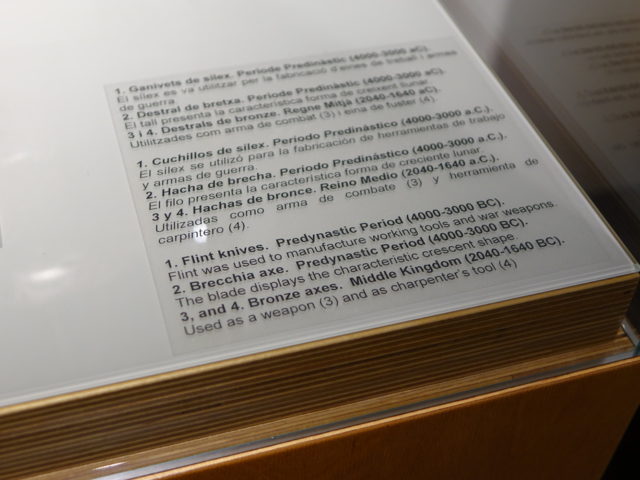 1. Ganivets de sílex. Període Predinàstic (4000-3000 aC).
El sílex es va utilitzar per la fabricació d'eines de treball i armes
de guerra.
2. Destral de bretxa. Període Predinàstic (4000-3000 aC).
El tall presenta la característica forma de creixent lunar.
3 i 4. Destrals de bronze. Regne Mitjà (2040-1640 aC).
Utilitzades com arma de combat (3) i eina de fuster (4).
1. Cuchillos de sílex. Periodo Predinástico (4000-3000 a.C.).
El sílex se utilizó para la fabricación de herramientas de trabajo
y armas de guerra.
2. Hacha de brecha. Periodo Predinástico (4000-3000 a.C.).
El filo presenta la característica forma de creciente lunar.
3 y 4. Hachas de bronce. Reino Medio (2040-1640 a.C.).
Utilizadas como arma de combate (3) y herramienta de
carpintero (4).
1. Flint knives. Predynastic Period (4000-3000 BC).
Flint was used to manufacture working tools and war weapons.
2. Brecchia axe. Predynastic Period (4000-3000 BC).
The blade displays the characteristic crescent shape
3, and 4. Bronze axes. Middle Kingdom (2040-1640 BC).
Used as a weapon (3) and as charpenter's tool (4)